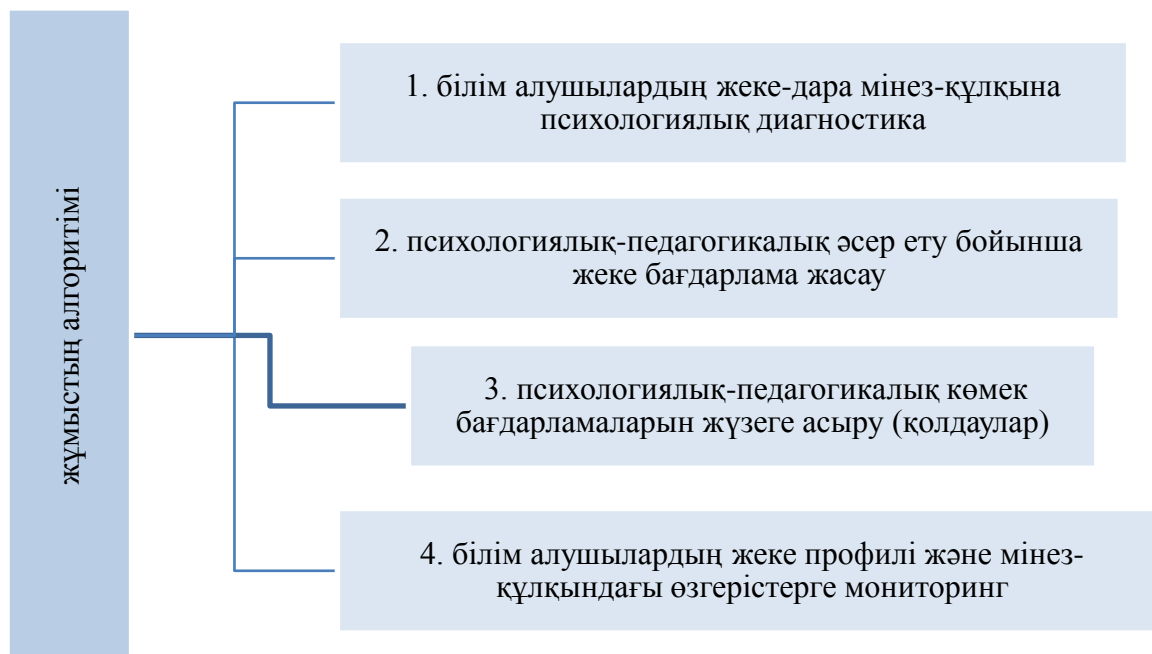 жұмыстың алгоритімі
1. білім алушылардың жеке-дара мінез-құлқына
психологиялық диагностика
2. психологиялық-педагогикалық әсер ету бойынша
жеке бағдарлама жасау
3. психологиялық-педагогикалық көмек
бағдарламаларын жүзеге асыру (қолдаулар)
4. білім алушылардың жеке профилі және мінез-
құлқындағы өзгерістерге мониторинг